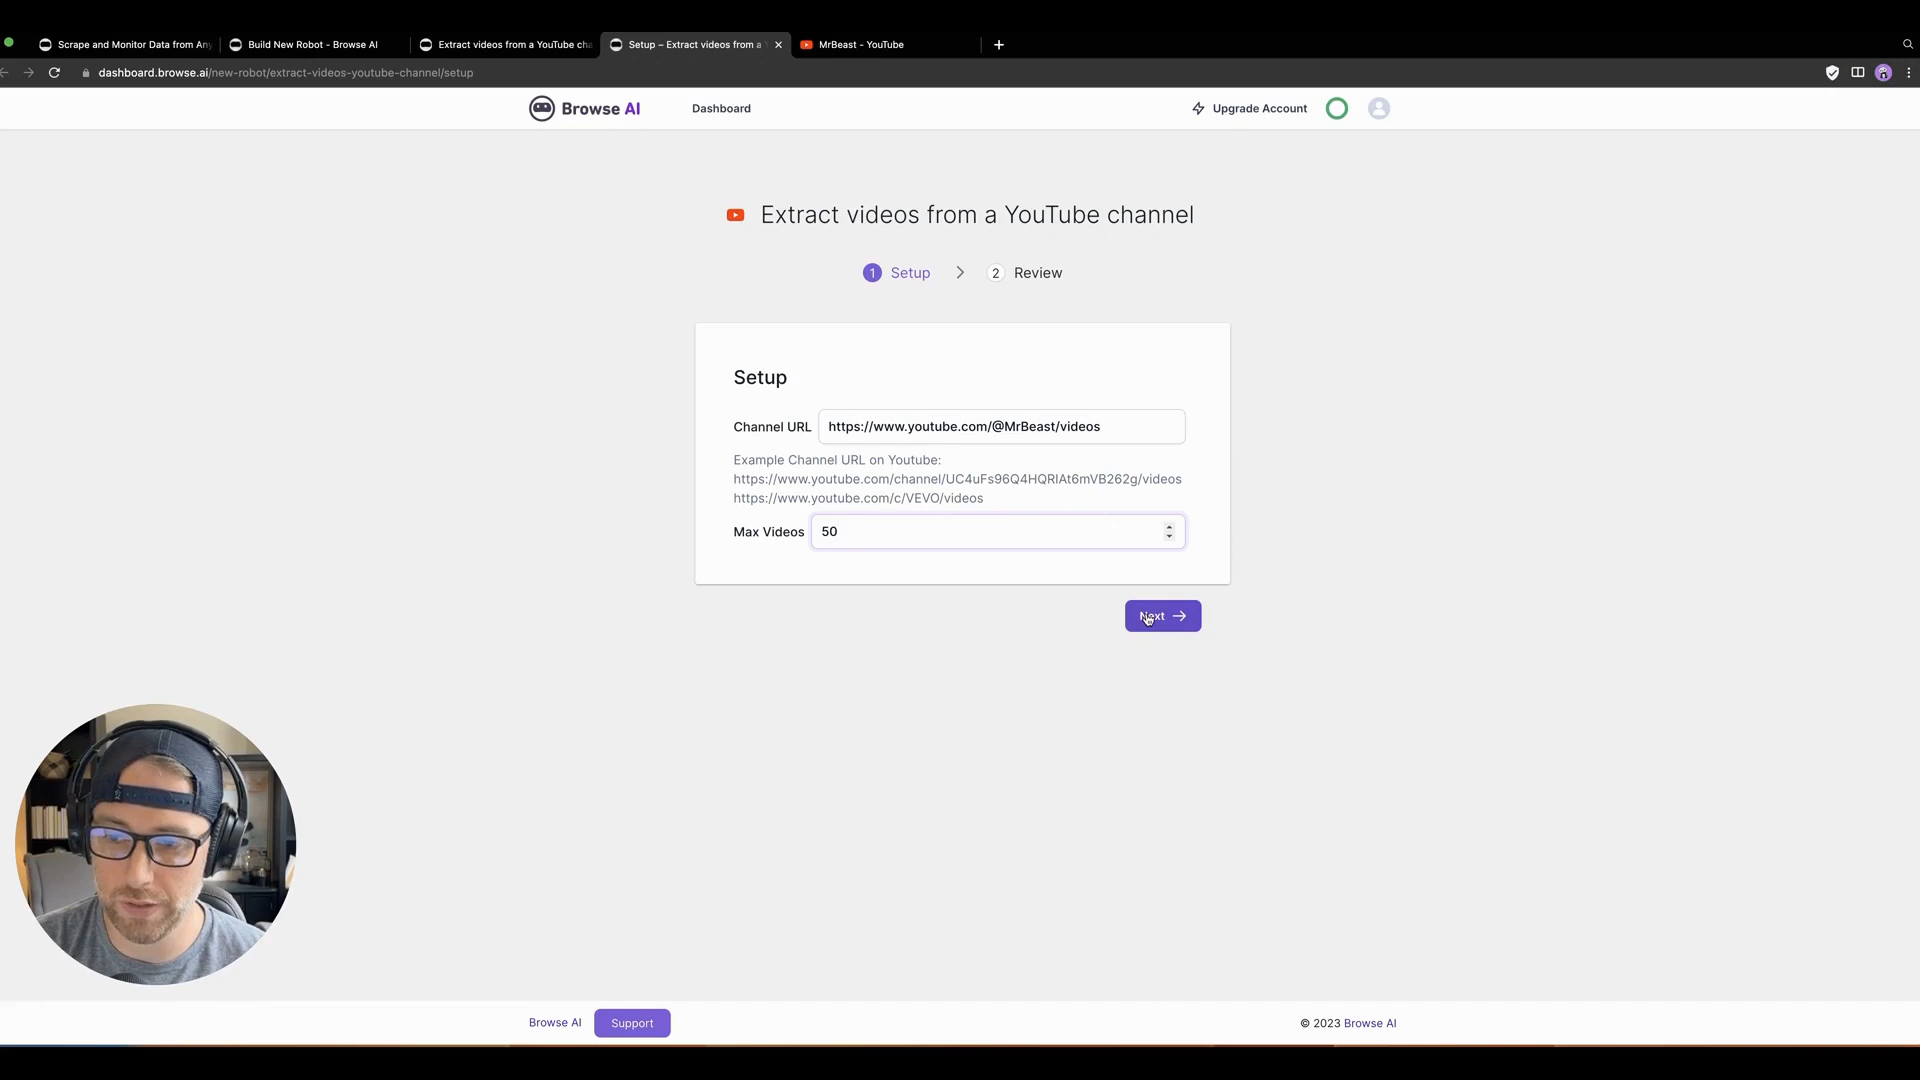 Scrape and Monitor Data from Any
Build New Robot - Browse AI
Extract videos from a YouTube cha
Setup – Extract videos from a Y
MrBeast - YouTube
dashboard.browse.ai/new-robot/extract-videos-youtube-channel/setup
Browse AI
Dashboard
Upgrade Account
Extract videos from a YouTube channel
1 Setup
2 Review
Setup
Channel URL https://www.youtube.com/@MrBeast/videos
Example Channel URL on Youtube:
https://www.youtube.com/channel/UC4uFs96Q4HQRIAt6mVB262g/videos
https://www.youtube.com/c/VEVO/videos
Max Videos 50
Next
Browse AI
Support
© 2023 Browse AI